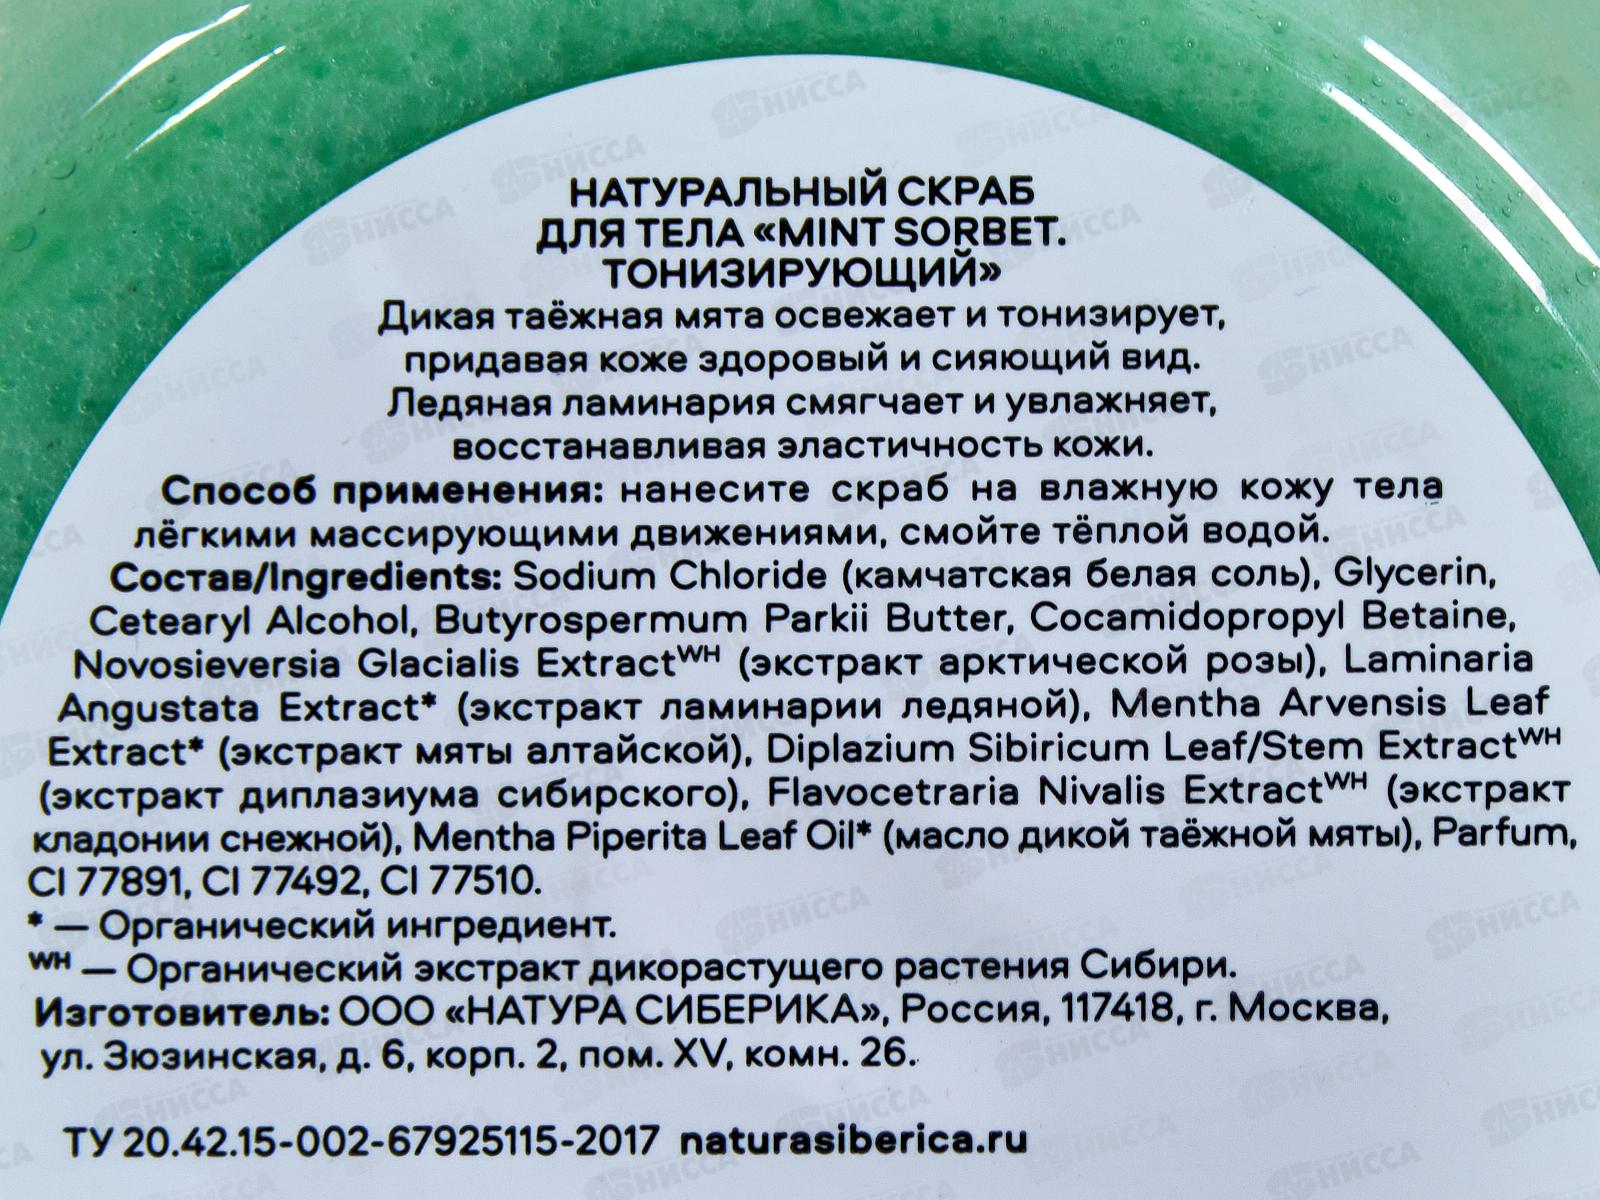 НАТУРАЛЬНЫЙ СКРАБ
ДЛЯ ТЕЛА «MINT SORBET.
ТОНИЗИРУЮЩИЙ»
Дикая таёжная мята освежает и тонизирует,
придавая коже здоровый и сияющий вид.
Ледяная ламинария смягчает и увлажняет,
восстанавливая эластичность кожи.
Способ применения: нанесите скраб на влажную кожу тела
лёгкими массирующими движениями, смойте тёплой водой.
Состав/Ingredients: Sodium Chloride (камчатская белая соль), Glycerin,
Cetearyl Alcohol, Butyrospermum Parkii Butter, Cocamidopropyl Betaine,
Novosieversia Glacialis Extractᵂᴴ (экстракт арктической розы), Laminaria
Angustata Extract* (экстракт ламинарии ледяной), Mentha Arvensis Leaf
Extract* (экстракт мяты алтайской), Diplazium Sibiricum Leaf/Stem Extractᵂᴴ
(экстракт диплазиума сибирского), Flavocetraria Nivalis Extractᵂᴴ (экстракт
кладонии снежной), Mentha Piperita Leaf Oil* (масло дикой таёжной мяты), Parfum,
CI 77891, CI 77492, CI 77510.
* — Органический ингредиент.
ᵂᴴ — Органический экстракт дикорастущего растения Сибири.
Изготовитель: ООО «НАТУРА СИБЕРИКА», Россия, 117418, г. Москва,
ул. Зюзинская, д. 6, корп. 2, пом. XV, комн. 26.
ТУ 20.42.15-002-67925115-2017 naturasiberica.ru